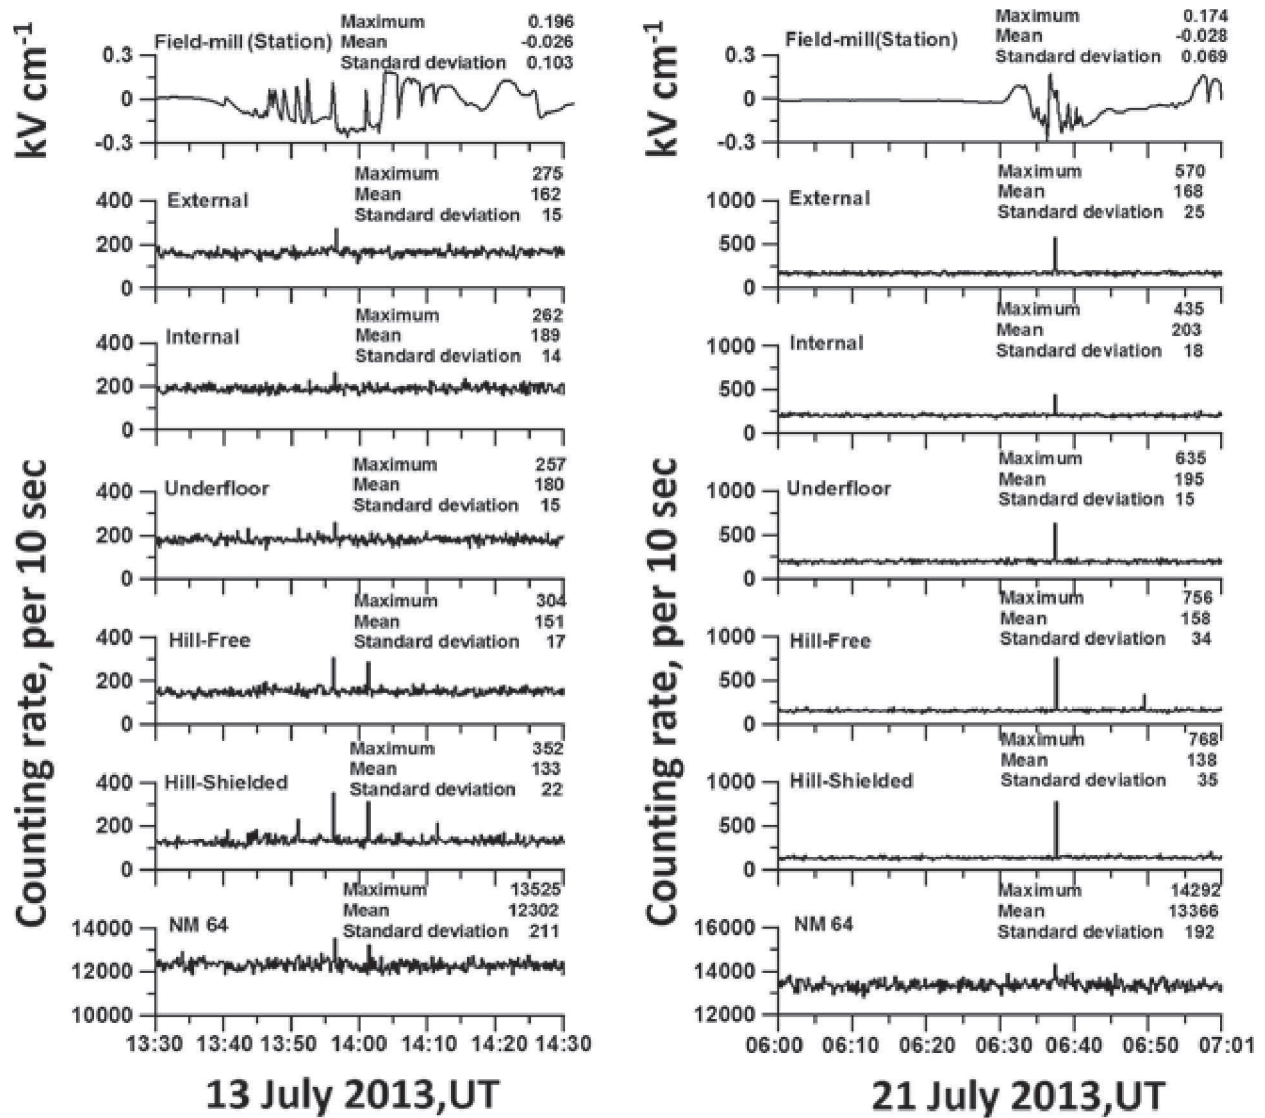 kV cm-1
Field-mill (Station)
Maximum 0.196
Mean -0.026
Standard deviation 0.103
0.3
0
-0.3
External
Maximum 275
Mean 162
Standard deviation 15
400
200
0
Internal
Maximum 262
Mean 189
Standard deviation 14
400
200
0
Counting rate, per 10 sec
Underfloor
Maximum 257
Mean 180
Standard deviation 15
400
200
0
Hill-Free
Maximum 304
Mean 151
Standard deviation 17
400
200
0
Hill-Shielded
Maximum 352
Mean 133
Standard deviation 22
400
200
0
NM 64
Maximum 13525
Mean 12302
Standard deviation 211
14000
12000
10000
13:30 13:40 13:50 14:00 14:10 14:20 14:30
13 July 2013,UT
kV cm-1
Field-mill(Station)
Maximum 0.174
Mean -0.028
Standard deviation 0.069
0.3
0
-0.3
External
Maximum 570
Mean 168
Standard deviation 25
1000
500
0
Internal
Maximum 435
Mean 203
Standard deviation 18
1000
500
0
Counting rate, per 10 sec
Underfloor
Maximum 635
Mean 195
Standard deviation 15
1000
500
0
Hill-Free
Maximum 756
Mean 158
Standard deviation 34
1000
500
0
Hill-Shielded
Maximum 768
Mean 138
Standard deviation 35
1000
500
0
NM 64
Maximum 14292
Mean 13366
Standard deviation 192
16000
14000
12000
06:00 06:10 06:20 06:30 06:40 06:50 07:01
21 July 2013,UT